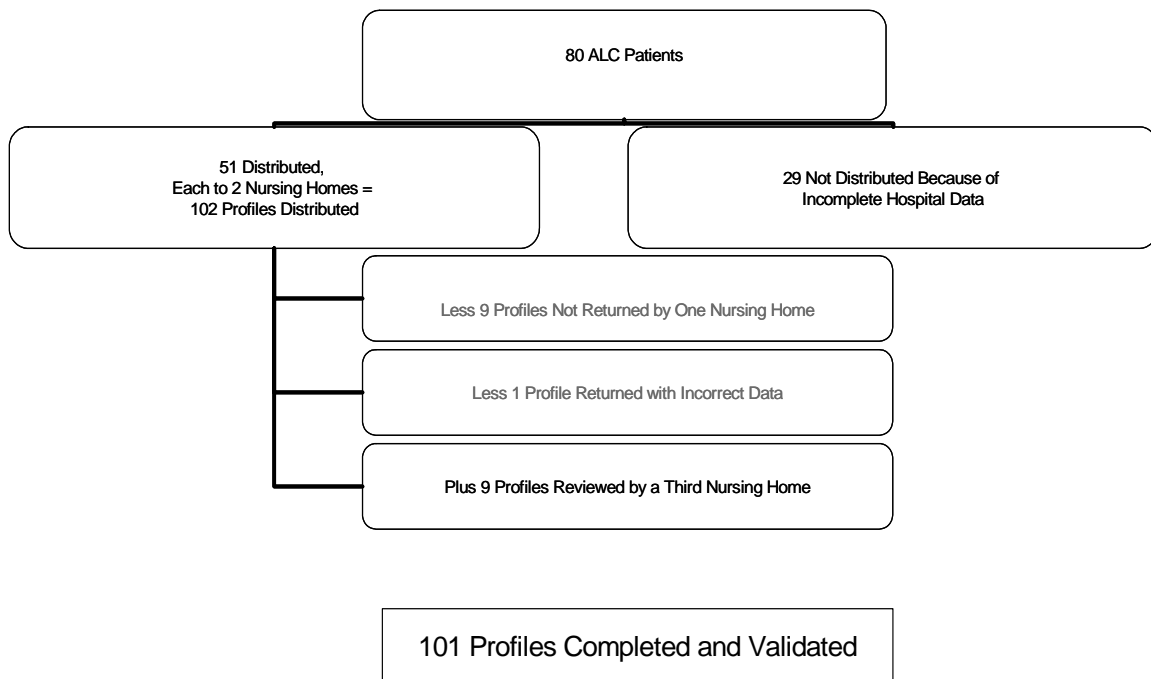 80 ALC Patients
51 Distributed,
Each to 2 Nursing Homes =
102 Profiles Distributed
29 Not Distributed Because of
Incomplete Hospital Data
Less 9 Profiles Not Returned by One Nursing Home
Less 1 Profile Returned with Incorrect Data
Plus 9 Profiles Reviewed by a Third Nursing Home
101 Profiles Completed and Validated